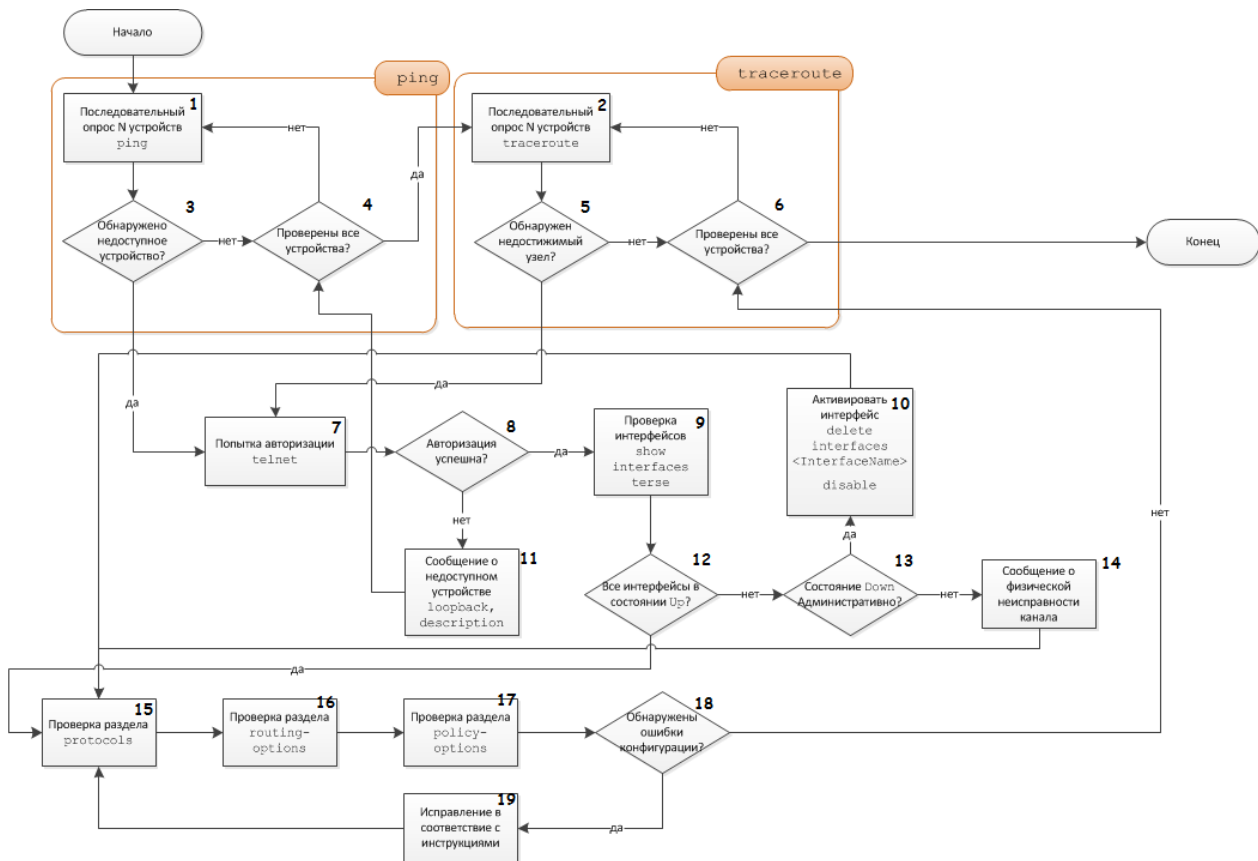 Начало
ping
traceroute
1
Последовательный
опрос N устройств
ping
нет
да
2
Последовательный
опрос N устройств
traceroute
нет
3
Обнаружено
недоступное
устройство?
нет
4
Проверены все
устройства?
5
Обнаружен
недостижимый
узел?
нет
6
Проверены все
устройства?
Конец
да
да
7
Попытка авторизации
telnet
8
Авторизация
успешна?
да
нет
9
Проверка
интерфейсов
show
interfaces
terse
10
Активировать
интерфейс
delete
interfaces
<InterfaceName>
disable
нет
11
Сообщение о
недоступном
устройстве
loopback,
description
12
Все интерфейсы в
состоянии Up?
нет
да
13
Состояние Down
Административно?
да
нет
14
Сообщение о
физической
неисправности
канала
15
Проверка раздела
protocols
16
Проверка раздела
routing-
options
17
Проверка раздела
policy-
options
18
Обнаружены
ошибки
конфигурации?
да
19
Исправление в
соответствие с
инструкциями